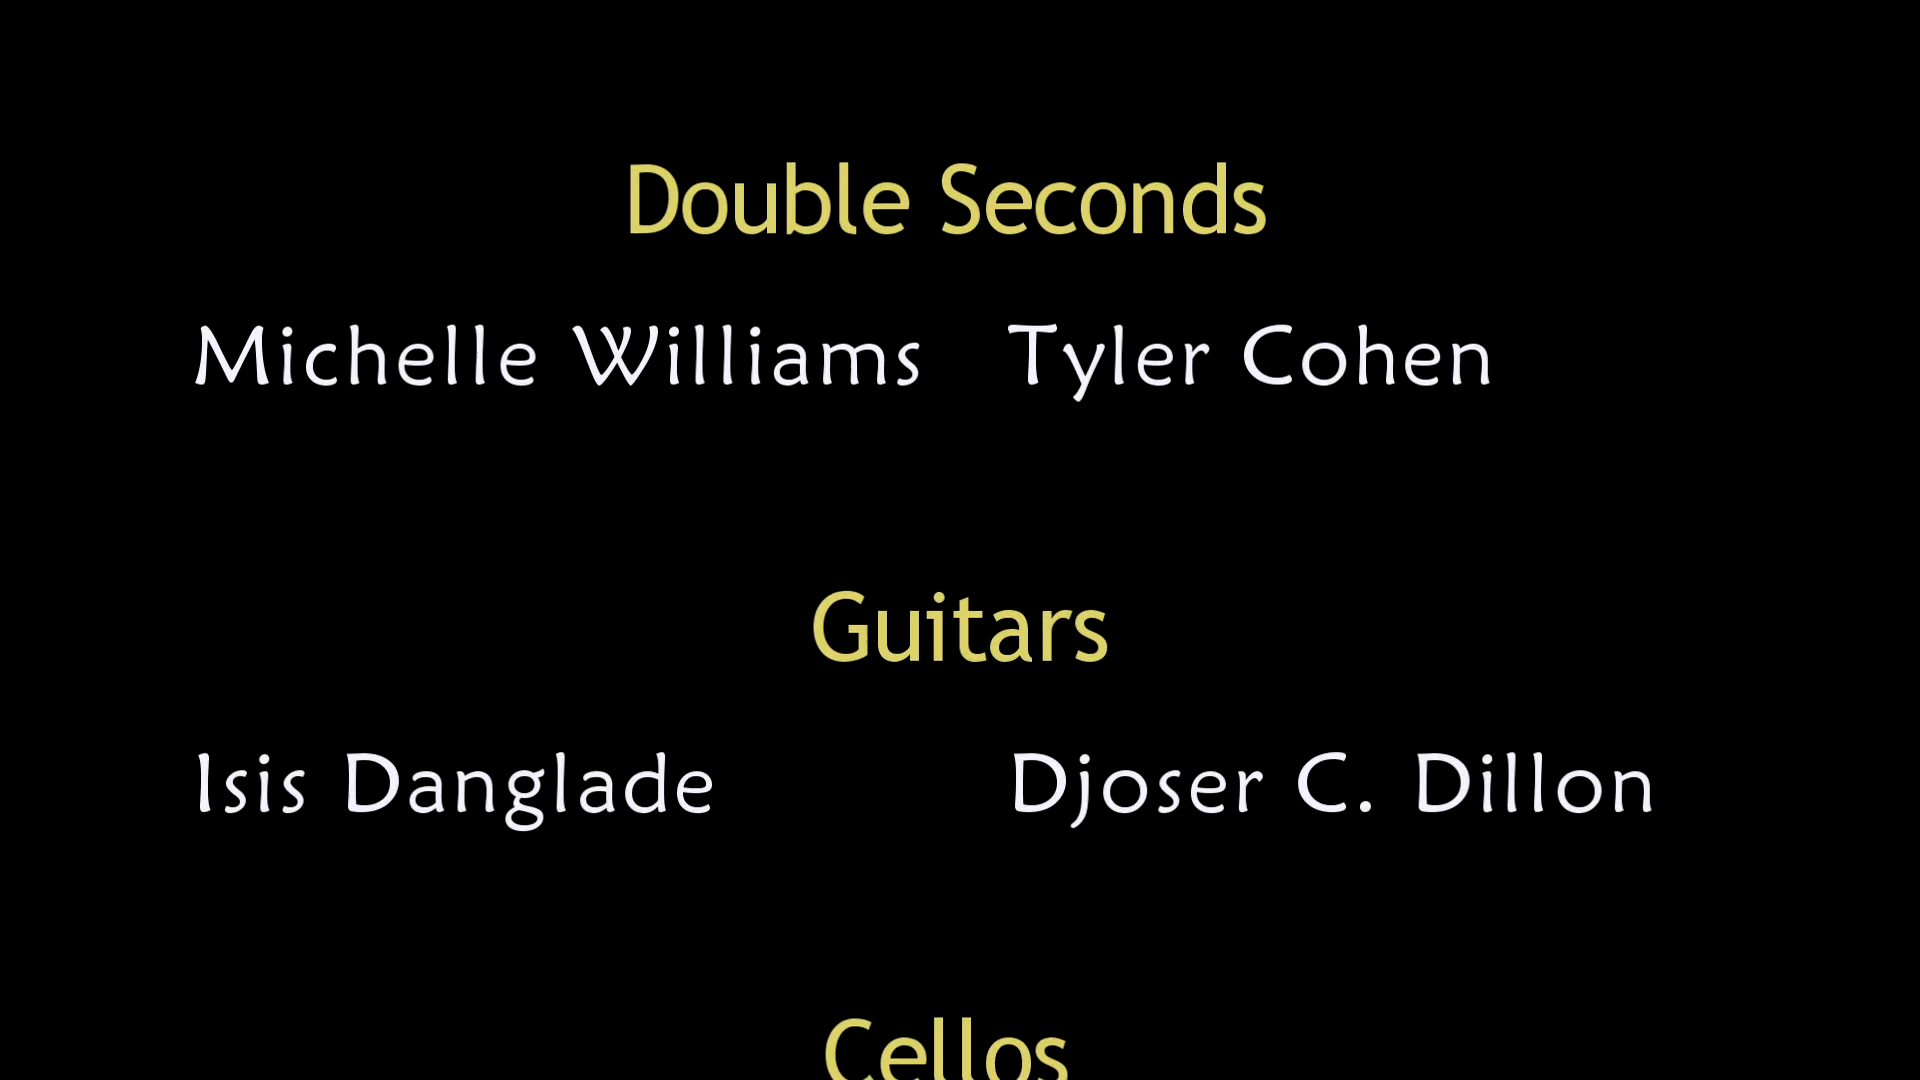 Double Seconds
Michelle Williams Tyler Cohen
Guitars
Isis Danglade Djoser C. Dillon
Cellos